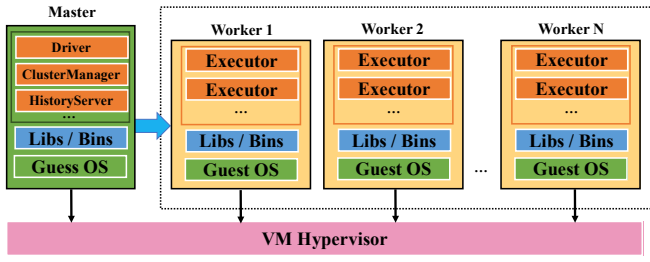 Master
Driver
ClusterManager
HistoryServer
...
Libs / Bins
Guess OS
Worker 1
Executor
Executor
...
Libs / Bins
Guest OS
Worker 2
Executor
Executor
...
Libs / Bins
Guest OS
...
Worker N
Executor
Executor
...
Libs / Bins
Guest OS
VM Hypervisor